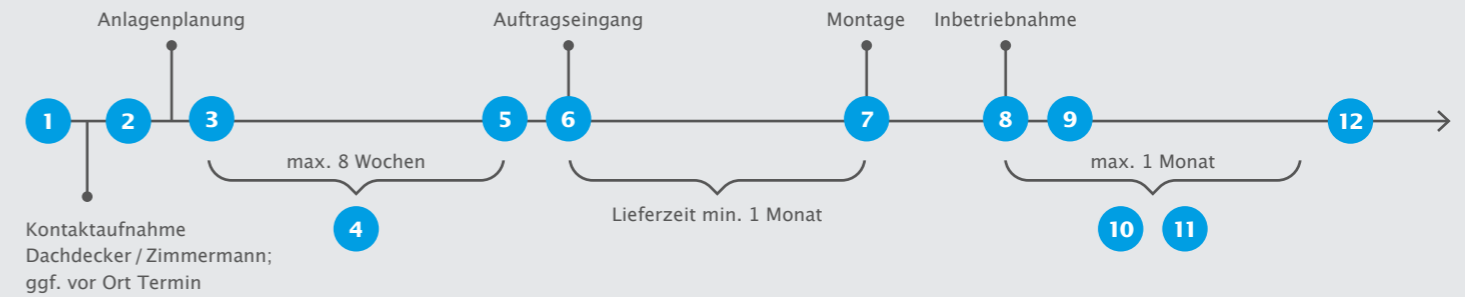 Anlagenplanung
Auftragseingang
Montage
Inbetriebnahme
1
2
3
5
6
7
8
9
12
max. 8 Wochen
max. 1 Monat
Lieferzeit min. 1 Monat
4
10
11
Kontaktaufnahme
Dachdecker / Zimmermann;
ggf. vor Ort Termin